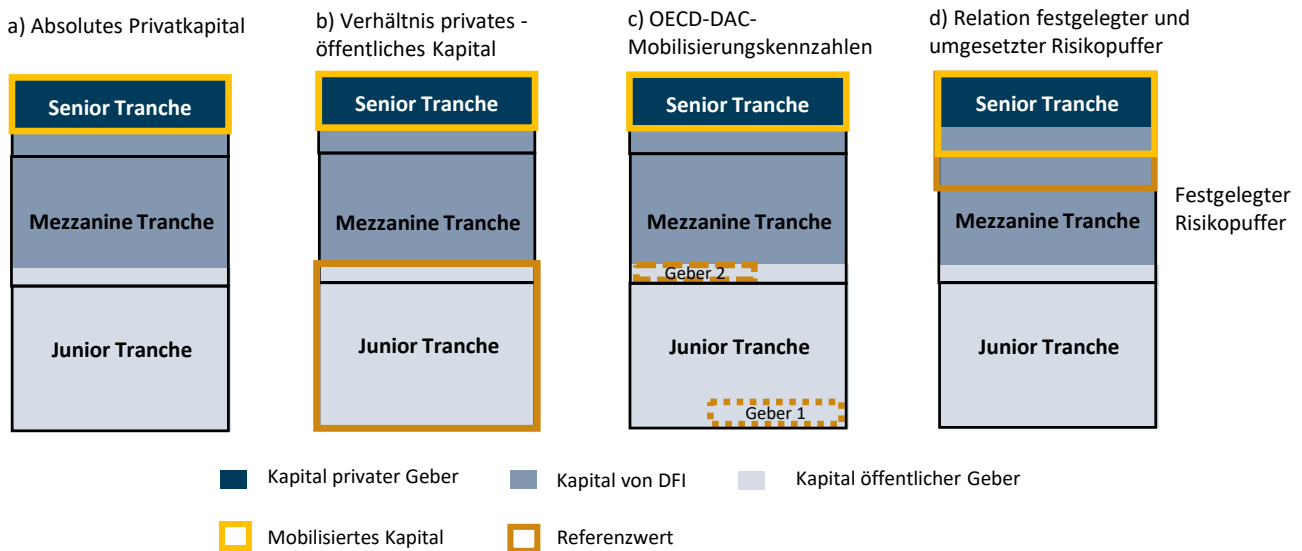 a) Absolutes Privatkapital
b) Verhältnis privates -
öffentliches Kapital
c) OECD-DAC-
Mobilisierungskennzahlen
d) Relation festgelegter und
umgesetzter Risikopuffer
Senior Tranche
Mezzanine Tranche
Junior Tranche
Senior Tranche
Mezzanine Tranche
Junior Tranche
Senior Tranche
Mezzanine Tranche
Geber 2
Junior Tranche
Geber 1
Senior Tranche
Mezzanine Tranche
Junior Tranche
Festgelegter
Risikopuffer
Kapital privater Geber
Kapital von DFI
Kapital öffentlicher Geber
Mobilisiertes Kapital
Referenzwert